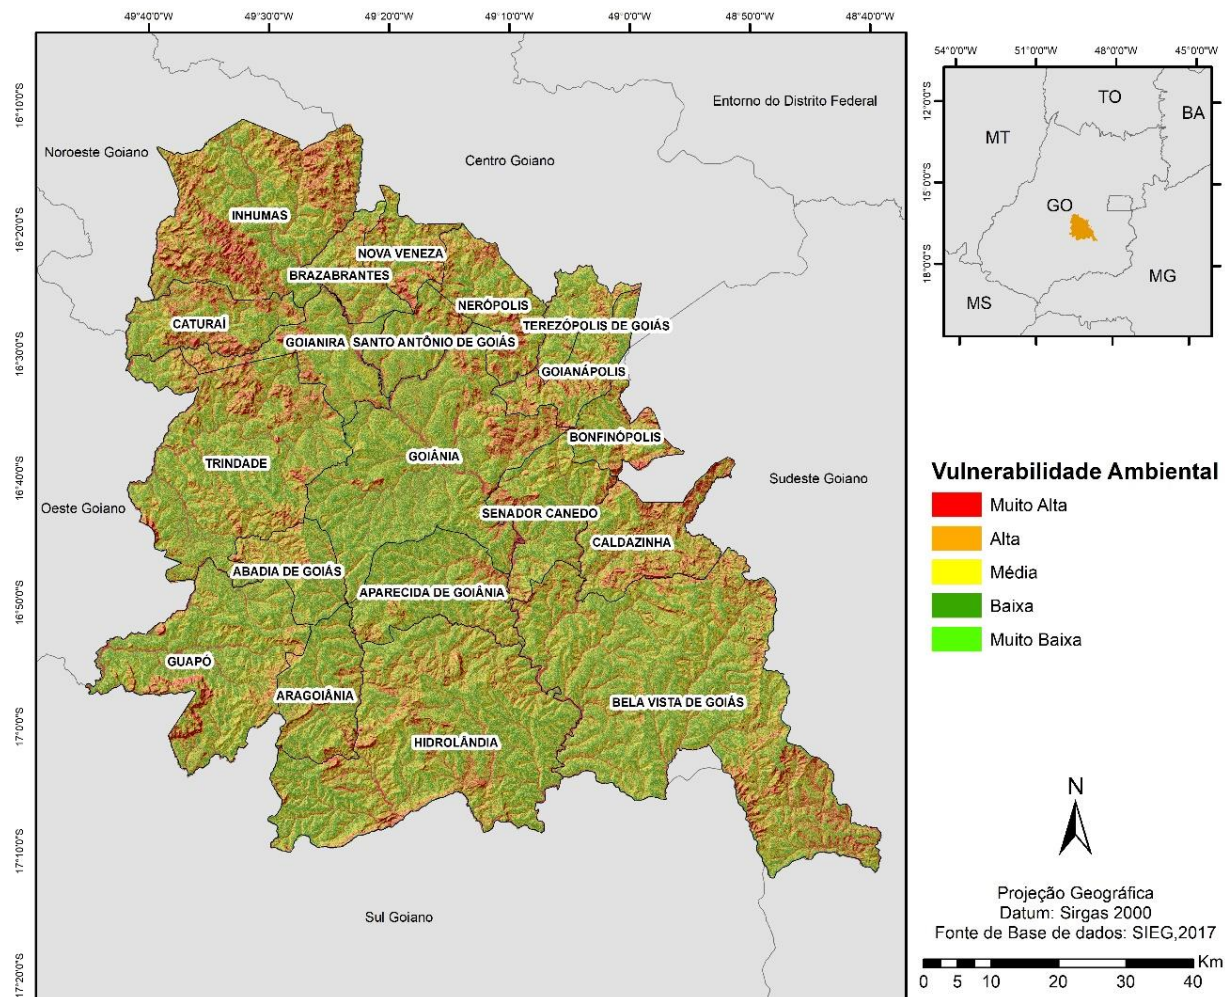 49°40'0"W 49°30'0"W 49°20'0"W 49°10'0"W 49°0'0"W 48°50'0"W 48°40'0"W
16°10'0"S
16°20'0"S
16°30'0"S
16°40'0"S
16°50'0"S
17°0'0"S
17°10'0"S
17°20'0"S
Entorno do Distrito Federal
Noroeste Goiano
Centro Goiano
INHUMAS
NOVA VENEZA
BRAZABRANTES
NERÓPOLIS
CATURAÍ
TEREZÓPOLIS DE GOIÁS
GOIANIRA
SANTO ANTÔNIO DE GOIÁS
GOIANÁPOLIS
BONFINÓPOLIS
GOIÂNIA
TRINDADE
Sudeste Goiano
Oeste Goiano
SENADOR CANEDO
CALDAZINHA
ABADIA DE GOIÁS
APARECIDA DE GOIÂNIA
GUAPÓ
ARAGOIÂNIA
BELA VISTA DE GOIÁS
HIDROLÂNDIA
Sul Goiano
54°0'0"W 51°0'0"W 48°0'0"W 45°0'0"W
12°0'0"S
15°0'0"S
18°0'0"S
TO
BA
MT
GO
MG
MS
Vulnerabilidade Ambiental
Muito Alta
Alta
Média
Baixa
Muito Baixa
N
Projeção Geográfica
Datum: Sirgas 2000
Fonte de Base de dados: SIEG,2017
Km
0 5 10 20 30 40